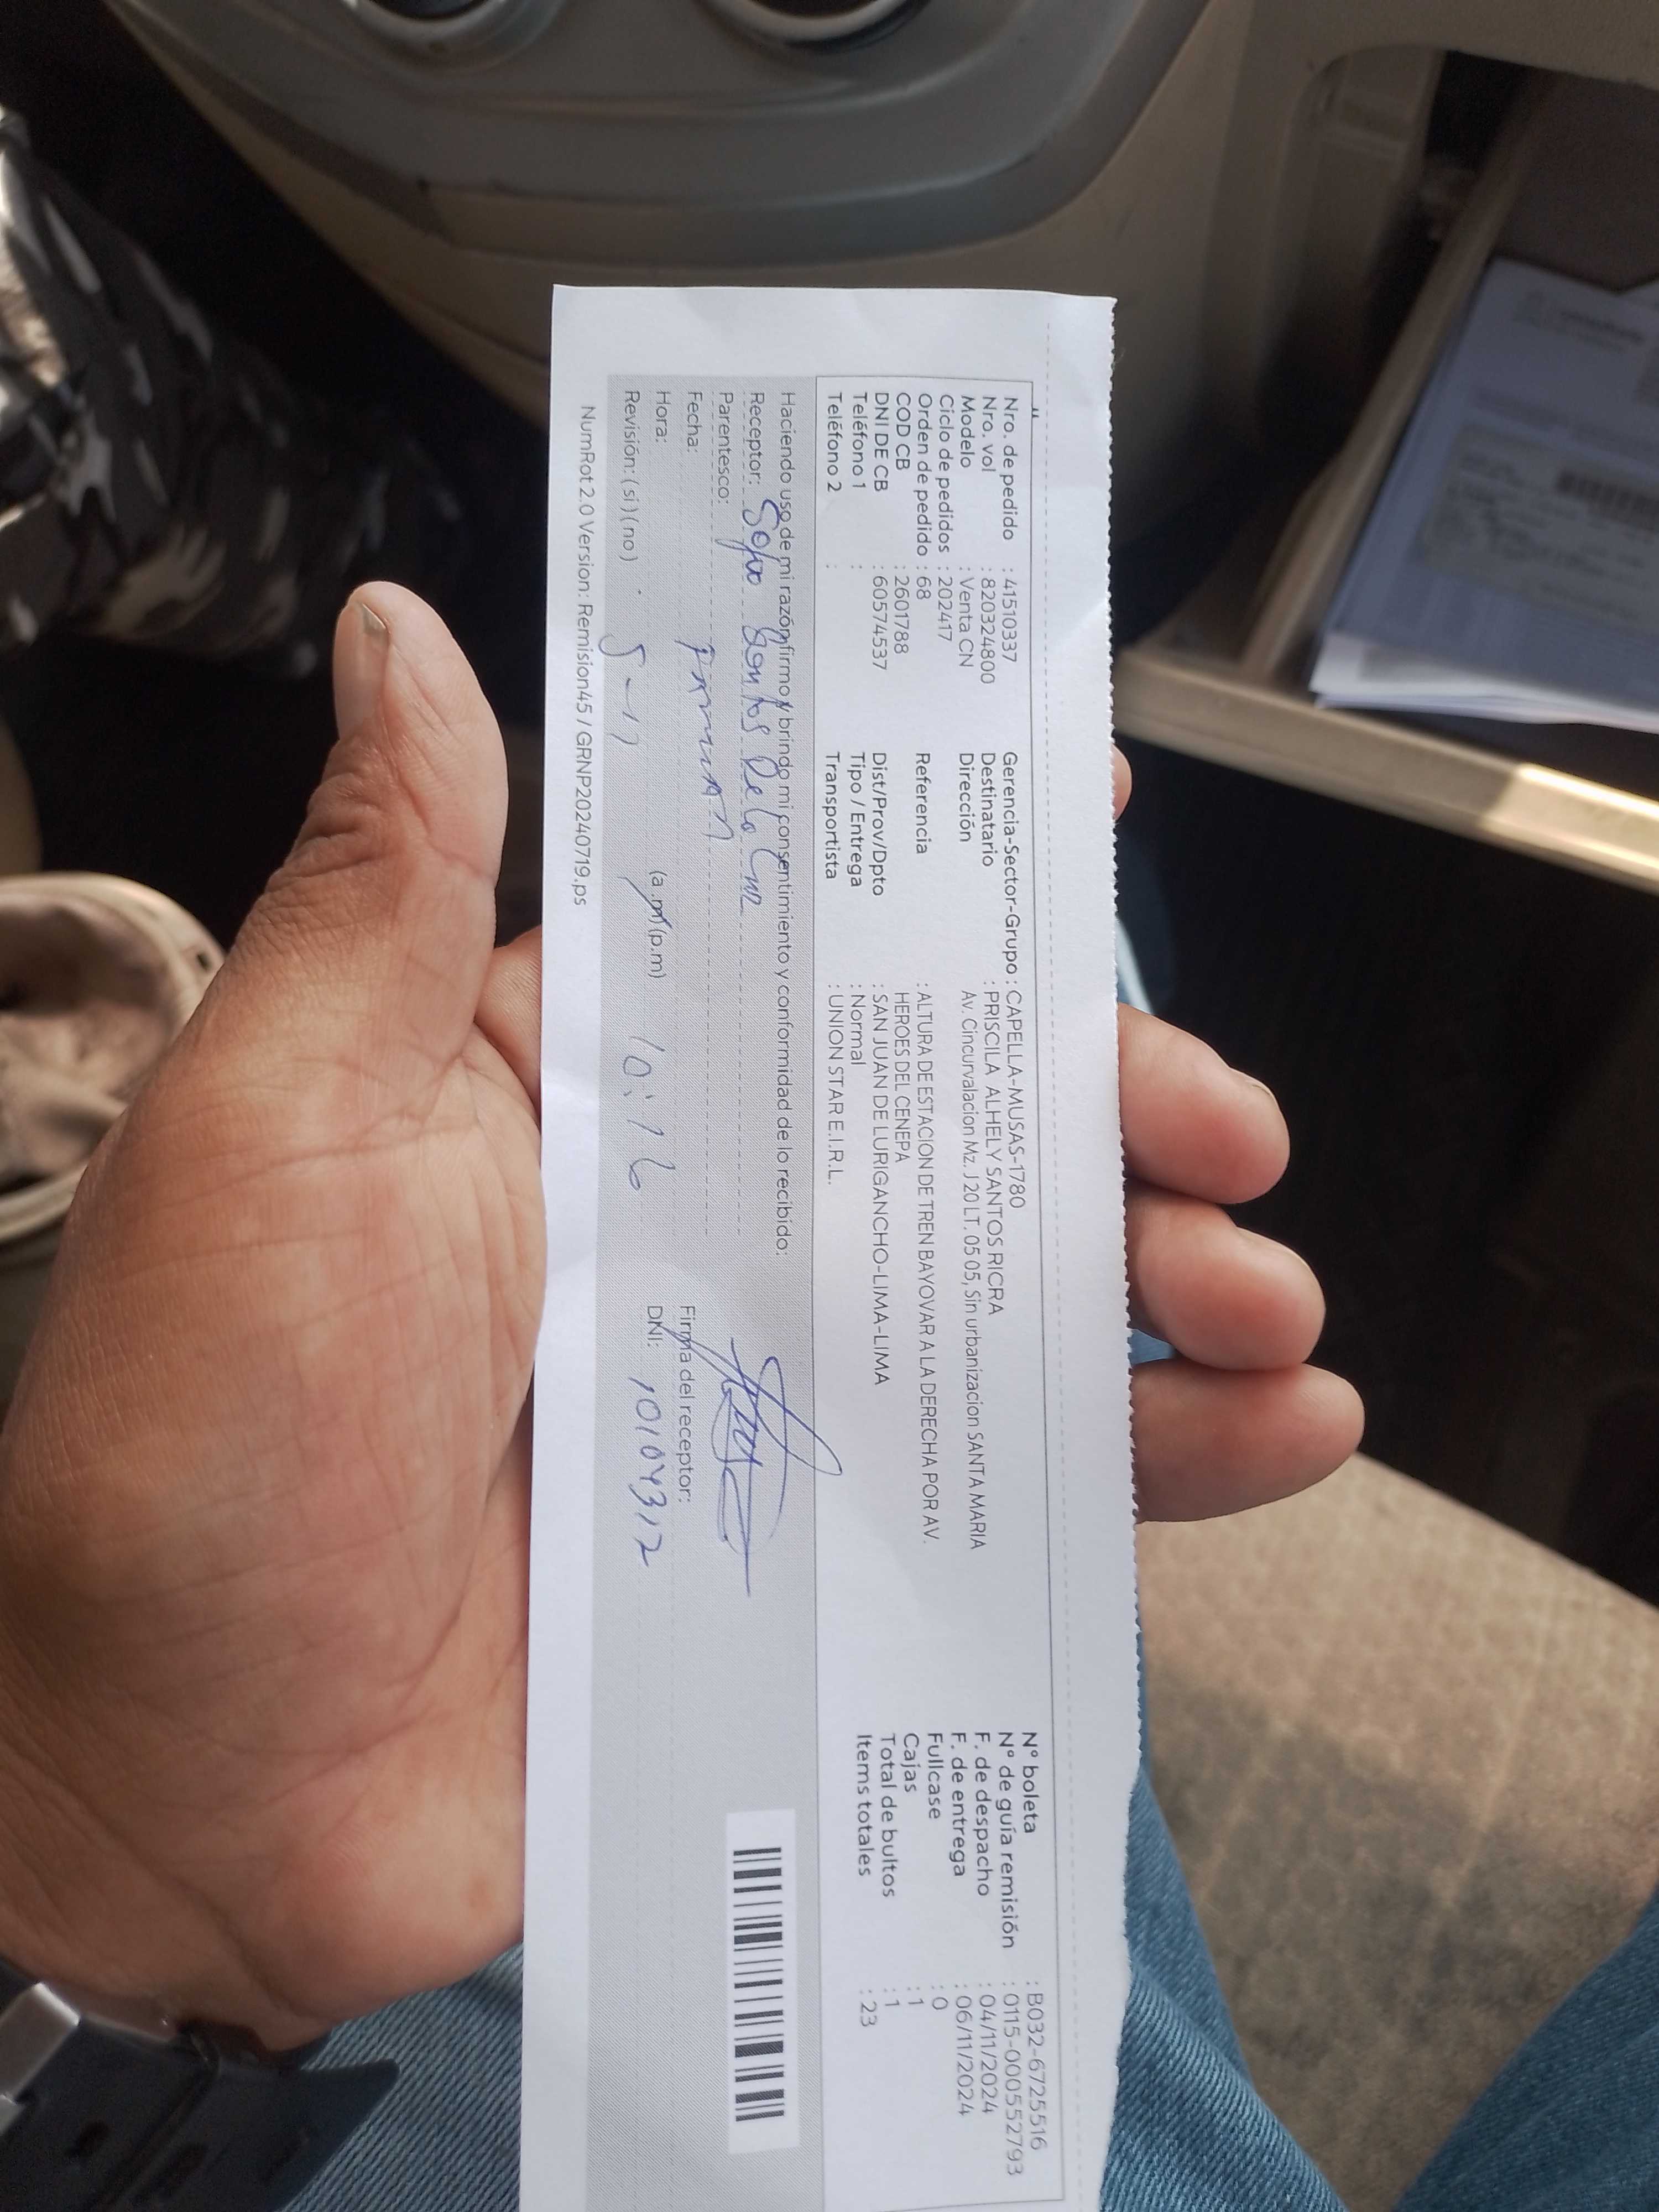 Nro. de pedido : 41510337
Nro. vol : 820324800
Modelo : Venta CN
Ciclo de pedidos : 202417
Orden de pedido : 68
COD CB : 2601788
DNI DE CB : 60574537
Teléfono 1 :
Teléfono 2 :
Gerencia-Sector-Grupo : CAPELLA-MUSAS-1780
Destinatario : PRISCILA ALHELY SANTOS RICRA
Dirección Av. Cincurvalacion Mz. J 20 LT. 05 05, Sin urbanizacion SANTA MARIA
Referencia : ALTURA DE ESTACION DE TREN BAYOVAR A LA DERECHA POR AV.
HEROES DEL CENEPA
Dist/Prov/Dpto : SAN JUAN DE LURIGANCHO-LIMA-LIMA
Tipo / Entrega : Normal
Transportista : UNION STAR E.I.R.L.
N° boleta : B032-6725516
N° de guía remisión : 0115-000552793
F. de despacho : 04/11/2024
F. de entrega : 06/11/2024
Fullcase : 0
Cajas : 1
Total de bultos : 1
Items totales : 23
Haciendo uso de mi razón firmo y brindo mi consentimiento y conformidad de lo recibido:
Receptor: Santos De la Cruz
Parentesco:
Fecha:
Hora: (a.m) (p.m) 10:16
Revisión: (si) (no) 5-11
Firma del receptor:
DNI: 10104312
NumRot2.0 Version: Remision45 / GRNP20240719.ps